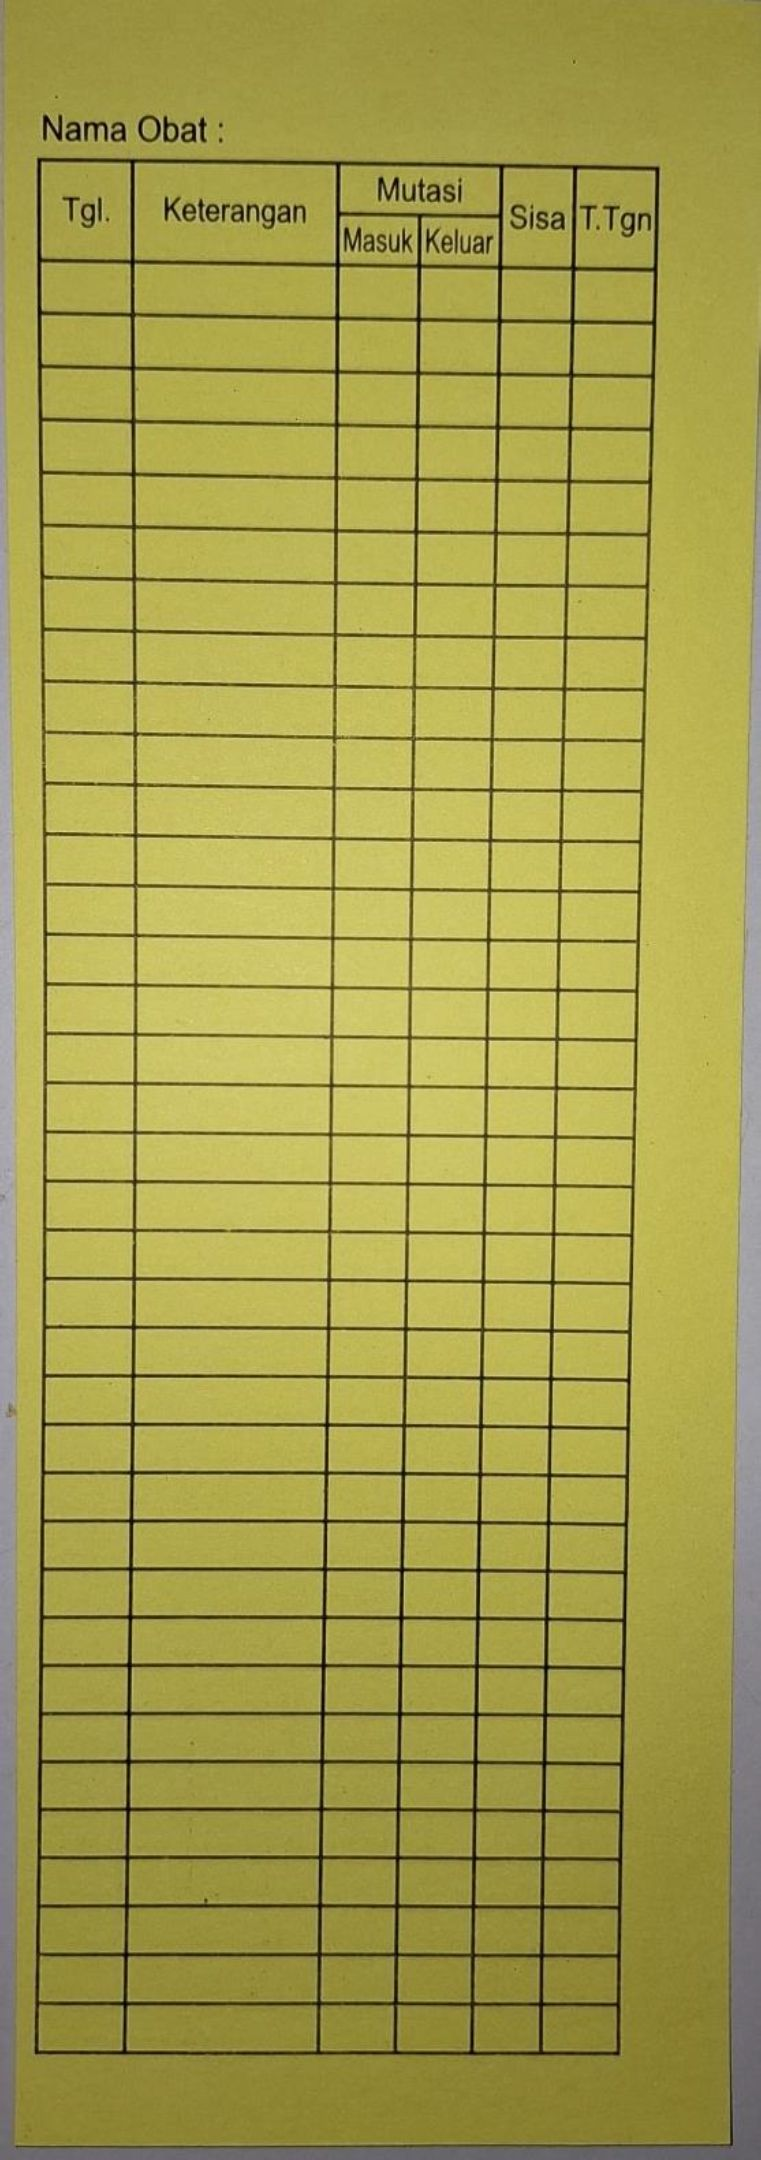 Nama Obat :
Tgl. Keterangan Mutasi Sisa T.Tgn
Masuk Keluar